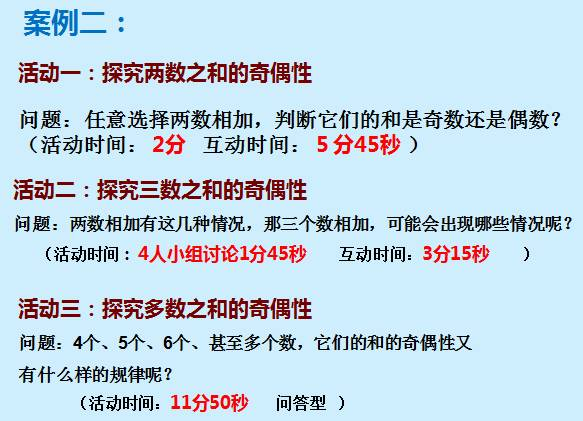 案例二：
活动一：探究两数之和的奇偶性
问题：任意选择两数相加，判断它们的和是奇数还是偶数？
（活动时间： 2分 互动时间： 5 分45秒 ）
活动二：探究三数之和的奇偶性
问题：两数相加有这几种情况，那三个数相加，可能会出现哪些情况呢？
（活动时间：4人小组讨论1分45秒 互动时间：3分15秒 ）
活动三：探究多数之和的奇偶性
问题：4个、5个、6个、甚至多个数，它们的和的奇偶性又
有什么样的规律呢？
（活动时间：11分50秒 问答型 ）